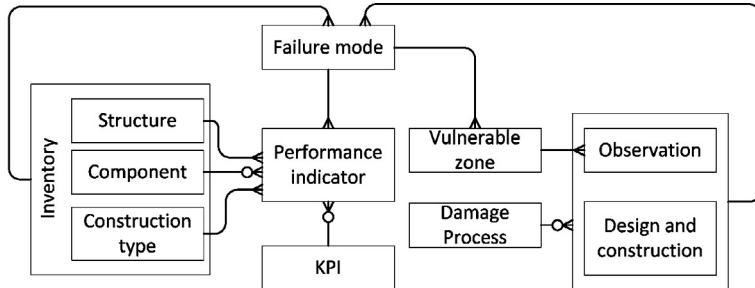 Failure mode
Inventory
Structure
Component
Construction
type
Performance
indicator
KPI
Vulnerable
zone
Damage
Process
Observation
Design and
construction